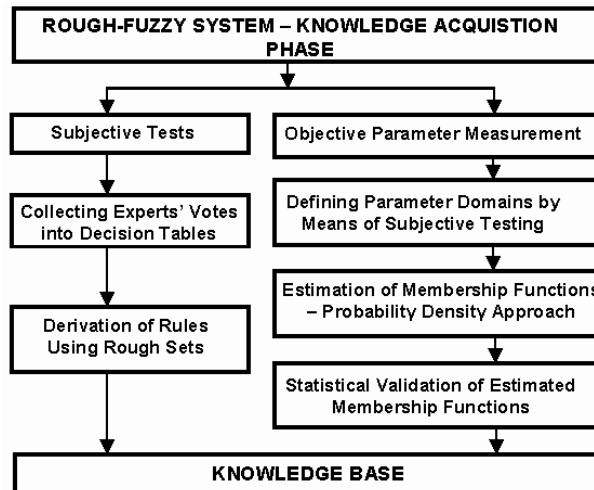 ROUGH-FUZZY SYSTEM – KNOWLEDGE ACQUISTION
PHASE
Subjective Tests
Collecting Experts' Votes
into Decision Tables
Derivation of Rules
Using Rough Sets
Objective Parameter Measurement
Defining Parameter Domains by
Means of Subjective Testing
Estimation of Membership Functions
– Probability Density Approach
Statistical Validation of Estimated
Membership Functions
KNOWLEDGE BASE